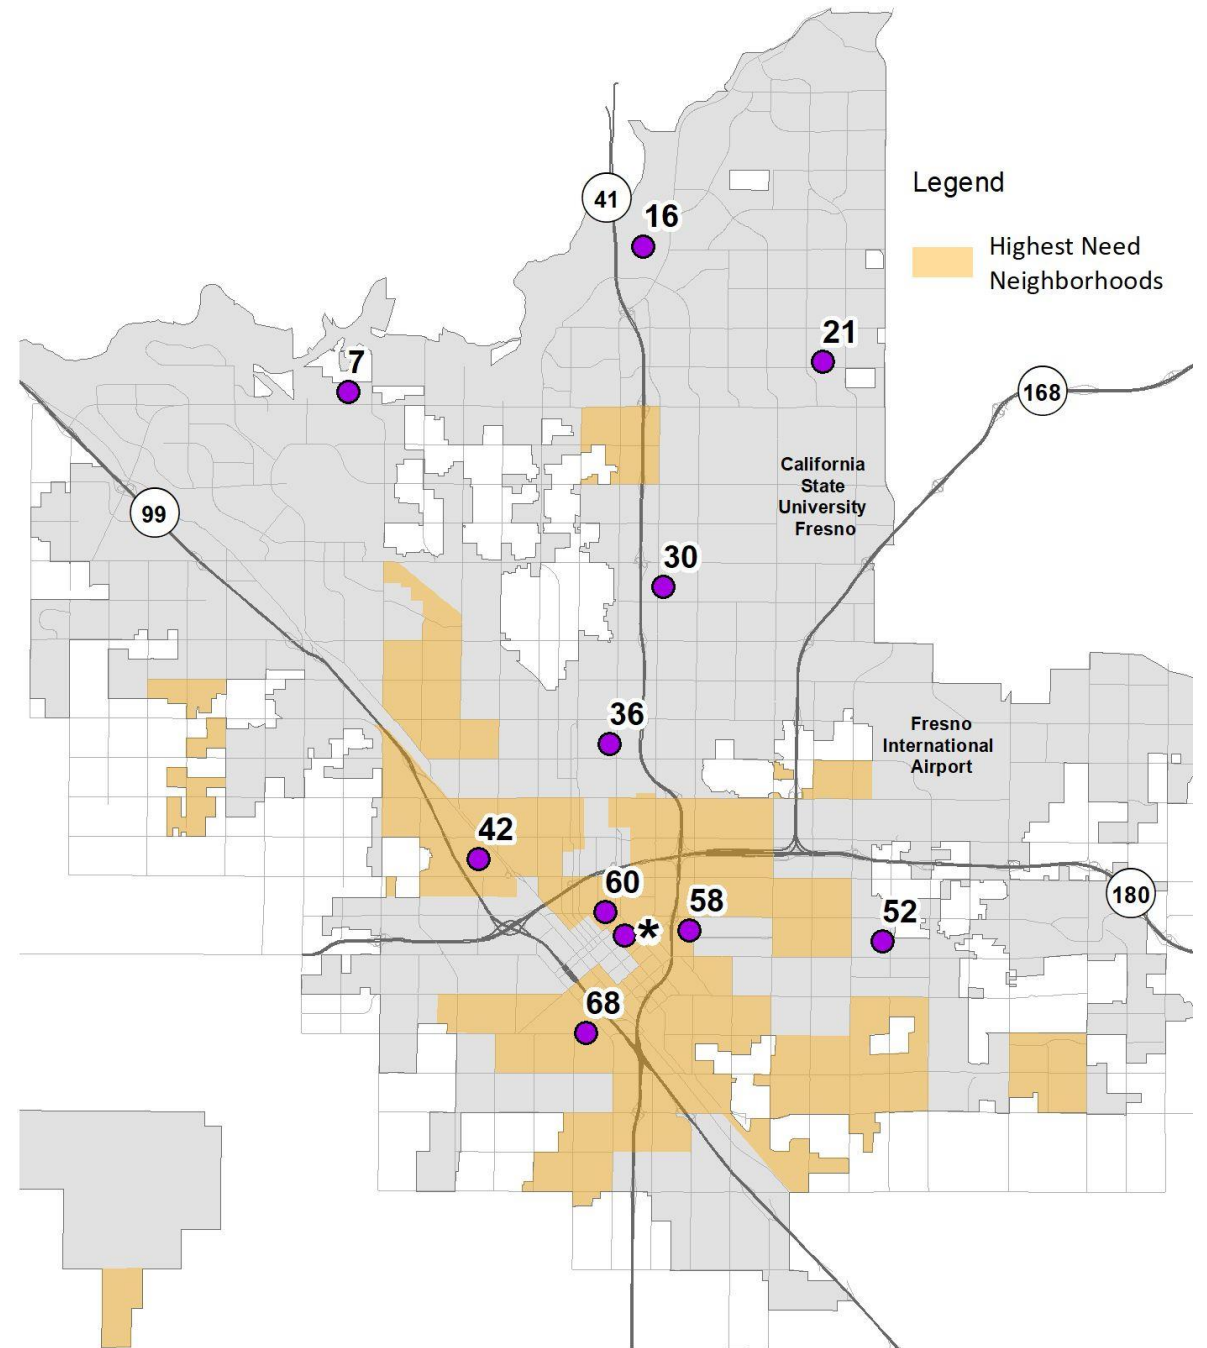 41
16
Legend
Highest Need
Neighborhoods
21
7
168
California
State
University
Fresno
99
30
36
Fresno
International
Airport
42
60
58
180
52
*
68